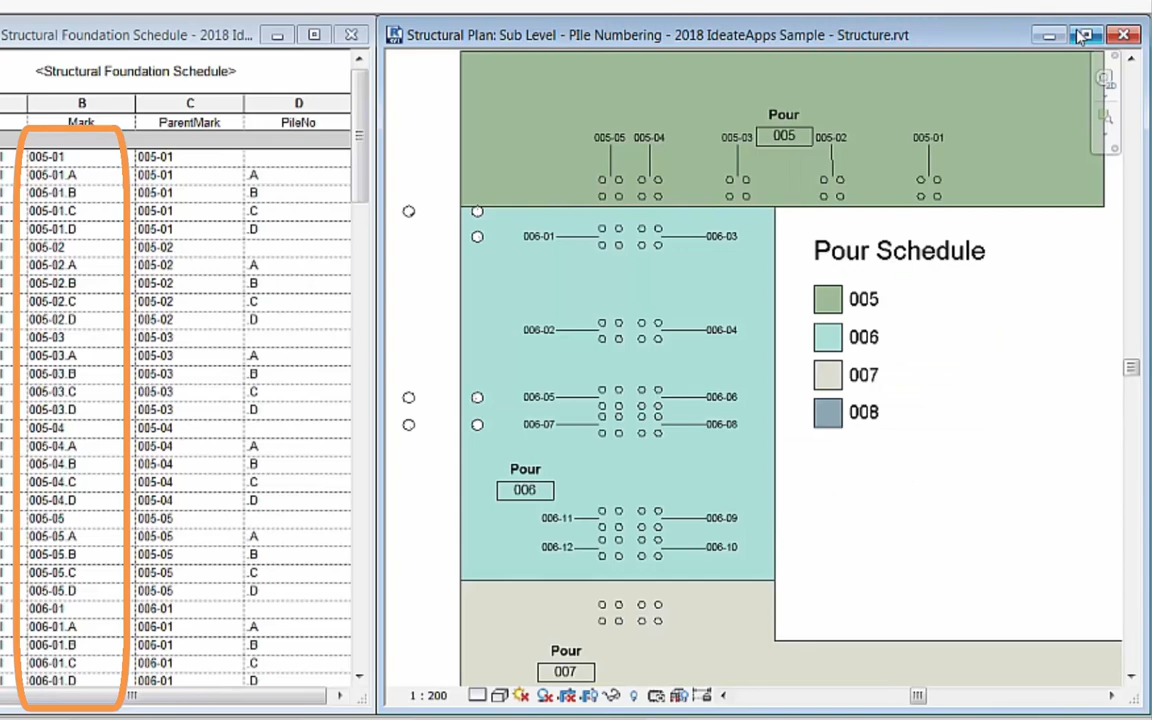 Structural Foundation Schedule - 2018 Id...
<Structural Foundation Schedule>
B C D
Mark ParentMark PileNo
005-01 005-01
005-01.A 005-01 .A
005-01.B 005-01 .B
005-01.C 005-01 .C
005-01.D 005-01 .D
005-02 005-02
005-02.A 005-02 .A
005-02.B 005-02 .B
005-02.C 005-02 .C
005-02.D 005-02 .D
005-03 005-03
005-03.A 005-03 .A
005-03.B 005-03 .B
005-03.C 005-03 .C
005-03.D 005-03 .D
005-04 005-04
005-04.A 005-04 .A
005-04.B 005-04 .B
005-04.C 005-04 .C
005-04.D 005-04 .D
005-05 005-05
005-05.A 005-05 .A
005-05.B 005-05 .B
005-05.C 005-05 .C
005-05.D 005-05 .D
006-01 006-01
006-01.A 006-01 .A
006-01.B 006-01 .B
006-01.C 006-01 .C
006-01.D 006-01 .D
Structural Plan: Sub Level - PIle Numbering - 2018 IdeateApps Sample - Structure.rvt
Pour
005-05 005-04 005-03 005 005-02 005-01
006-01 006-03
006-02 006-04
006-05 006-06
006-07 006-08
Pour
006
006-11 006-09
006-12 006-10
Pour
007
Pour Schedule
005
006
007
008
1 : 200